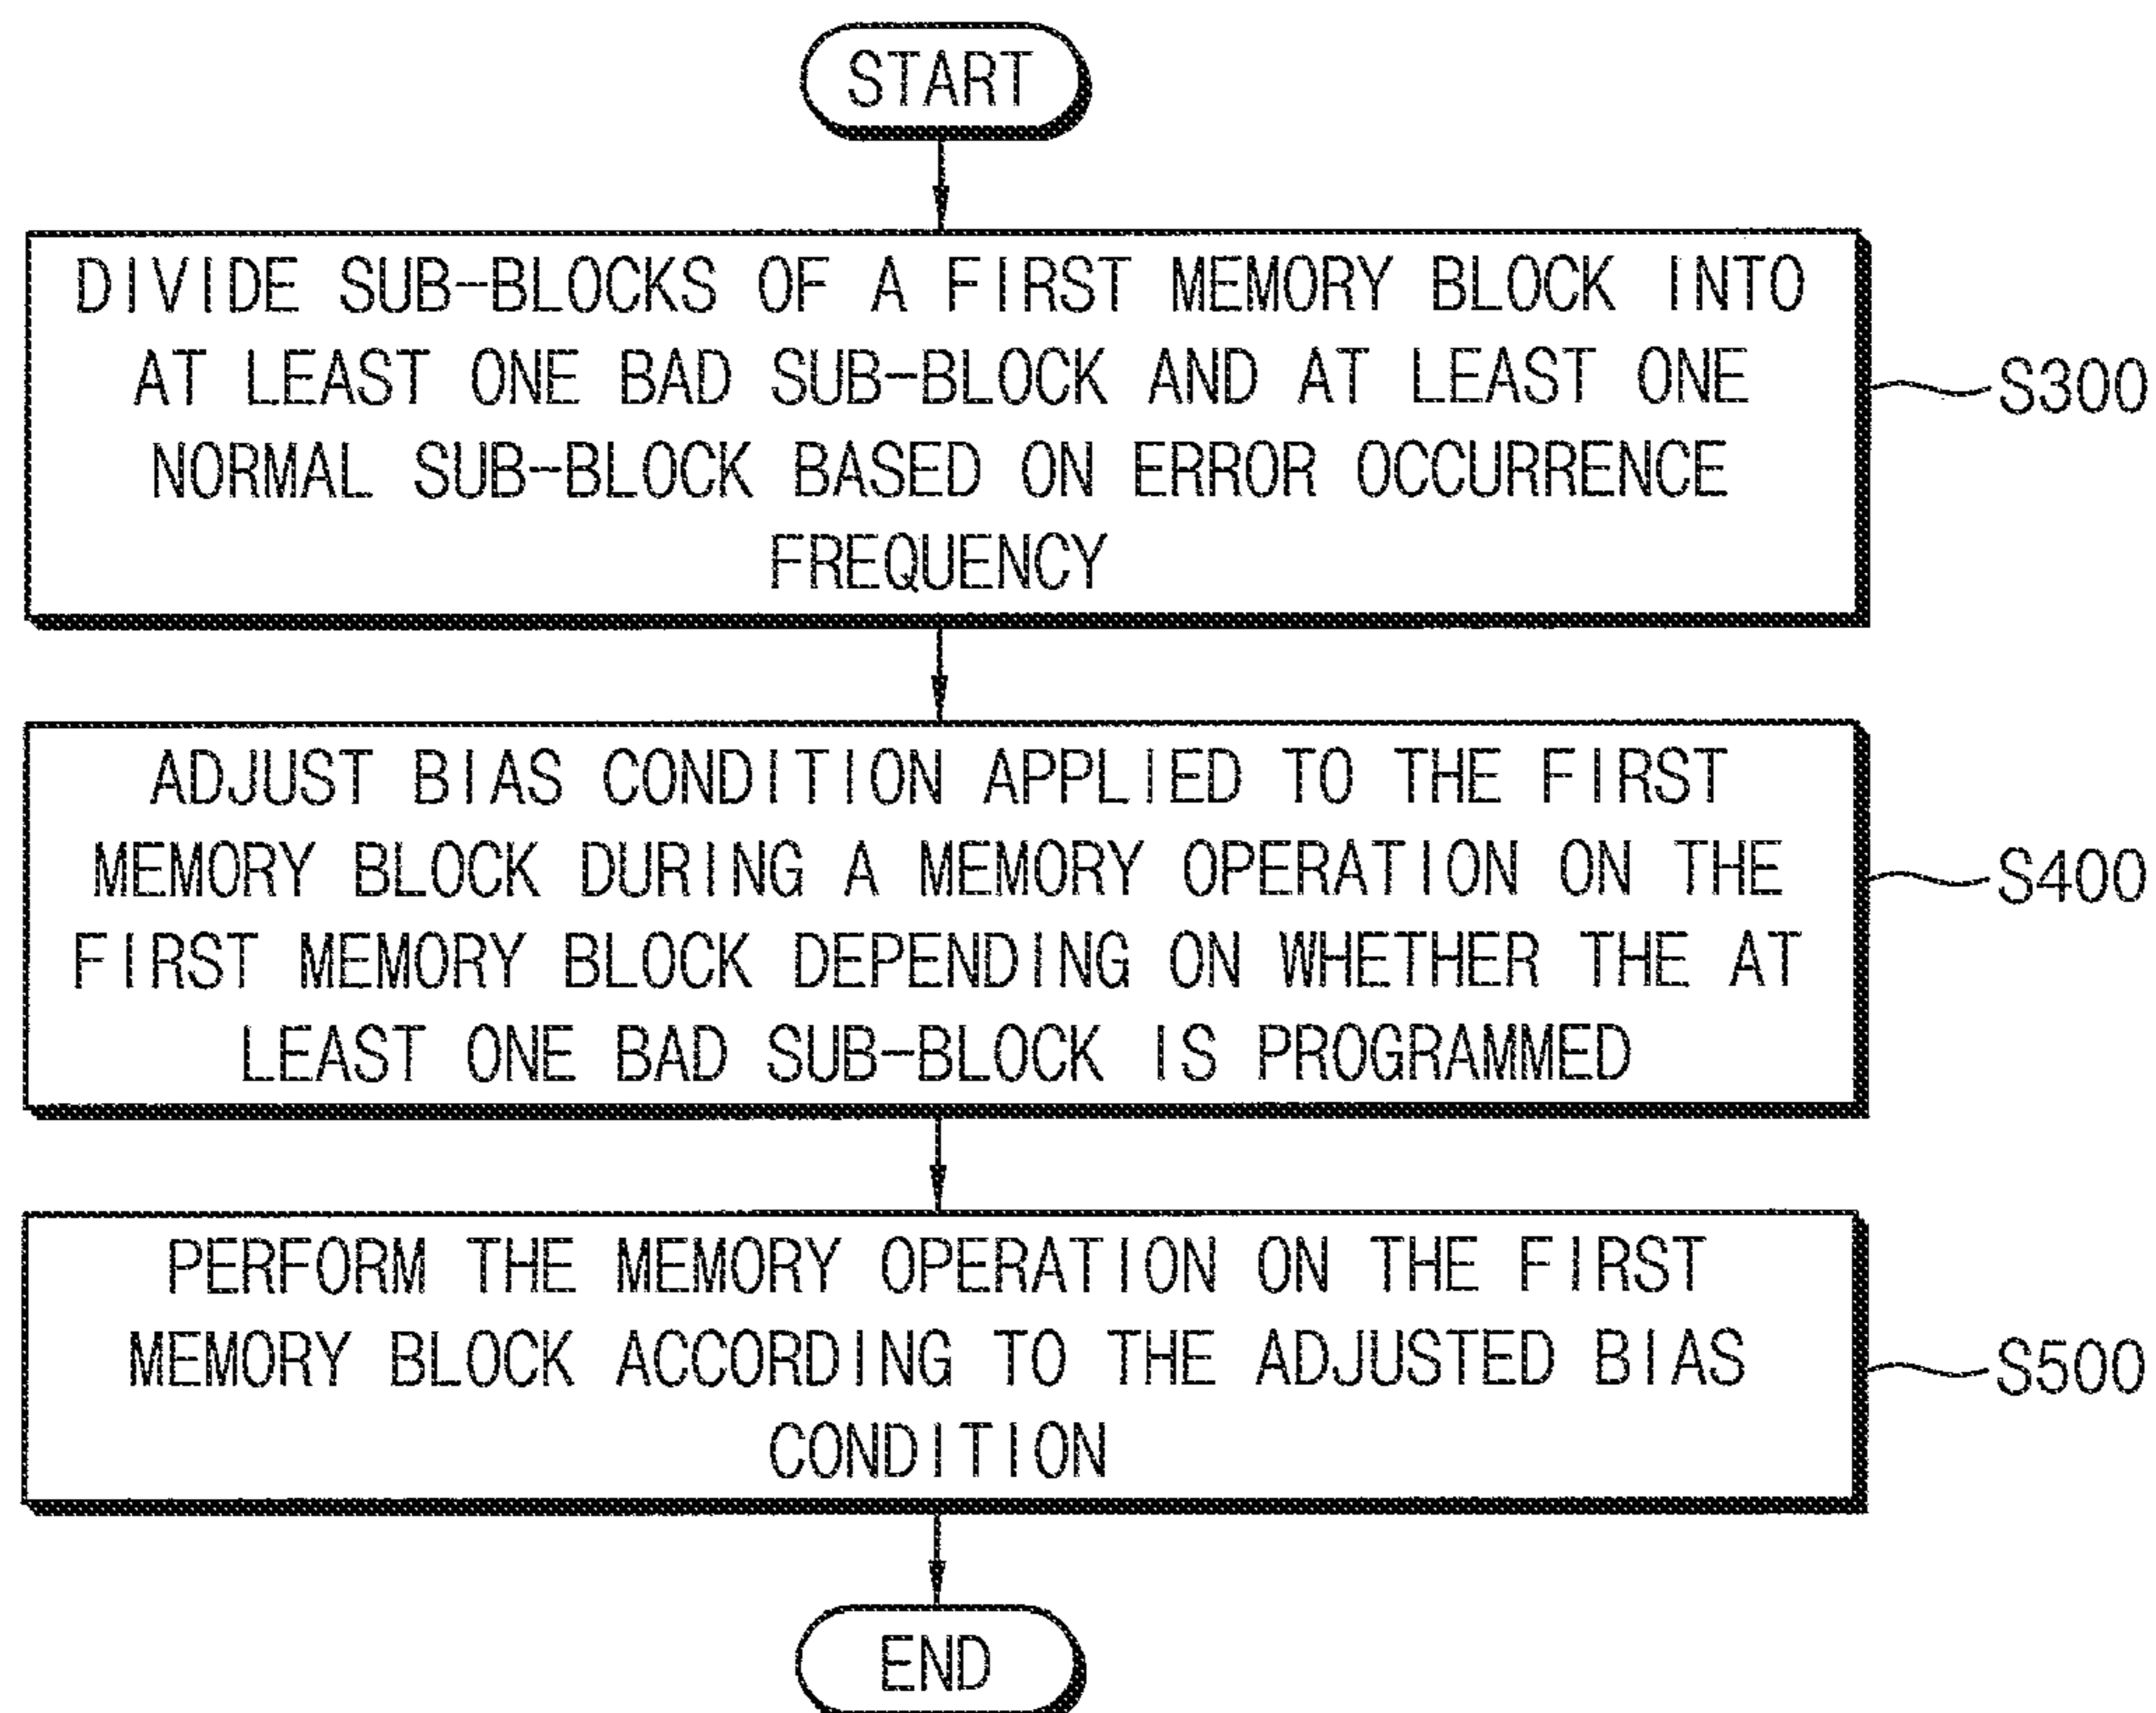 START
DIVIDE SUB-BLOCKS OF A FIRST MEMORY BLOCK INTO
AT LEAST ONE BAD SUB-BLOCK AND AT LEAST ONE
NORMAL SUB-BLOCK BASED ON ERROR OCCURRENCE
FREQUENCY
S300
ADJUST BIAS CONDITION APPLIED TO THE FIRST
MEMORY BLOCK DURING A MEMORY OPERATION ON THE
FIRST MEMORY BLOCK DEPENDING ON WHETHER THE AT
LEAST ONE BAD SUB-BLOCK IS PROGRAMMED
S400
PERFORM THE MEMORY OPERATION ON THE FIRST
MEMORY BLOCK ACCORDING TO THE ADJUSTED BIAS
CONDITION
S500
END